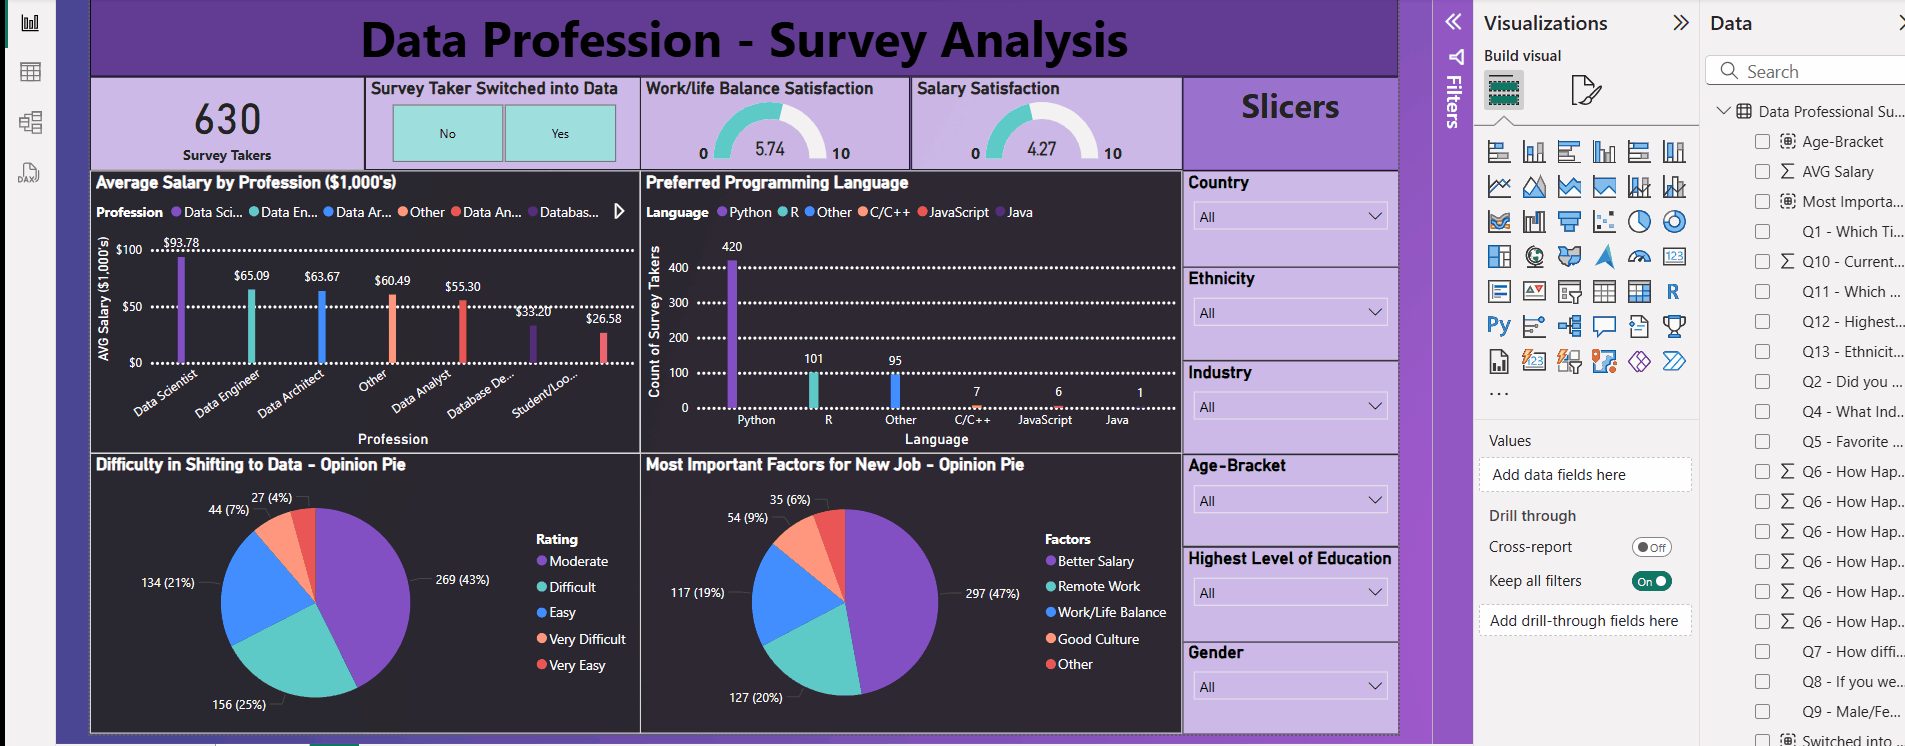 Data Profession - Survey Analysis
630
Survey Takers
Survey Taker Switched into Data
No
Yes
Work/life Balance Satisfaction
0
5.74
10
Salary Satisfaction
0
4.27
10
Slicers
Average Salary by Profession ($1,000's)
Profession Data Sci... Data En... Data Ar... Other Data An... Databas...
AVG Salary ($1,000's)
$100
$50
$0
$93.78
$65.09
$63.67
$60.49
$55.30
$33.20
$26.58
Data Scientist
Data Engineer
Data Architect
Other
Data Analyst
Database De...
Student/Loo...
Profession
Preferred Programming Language
Language Python R Other C/C++ JavaScript Java
Count of Survey Takers
400
300
200
100
0
420
101
95
7
6
1
Python
R
Other
C/C++
JavaScript
Java
Language
Difficulty in Shifting to Data - Opinion Pie
27 (4%)
44 (7%)
134 (21%)
156 (25%)
269 (43%)
Rating
Moderate
Difficult
Easy
Very Difficult
Very Easy
Most Important Factors for New Job - Opinion Pie
35 (6%)
54 (9%)
117 (19%)
127 (20%)
297 (47%)
Factors
Better Salary
Remote Work
Work/Life Balance
Good Culture
Other
Country
All
Ethnicity
All
Industry
All
Age-Bracket
All
Highest Level of Education
All
Gender
All
Filters
Visualizations
Build visual
123
R
Py
123
...
Values
Add data fields here
Drill through
Cross-report
Off
Keep all filters
On
Add drill-through fields here
Data
Search
Data Professional Su...
Age-Bracket
AVG Salary
Most Importa...
Q1 - Which Ti...
Q10 - Current...
Q11 - Which ...
Q12 - Highest...
Q13 - Ethnicit...
Q2 - Did you ...
Q4 - What Ind...
Q5 - Favorite ...
Q6 - How Hap...
Q6 - How Hap...
Q6 - How Hap...
Q6 - How Hap...
Q6 - How Hap...
Q6 - How Hap...
Q7 - How diffi...
Q8 - If you we...
Q9 - Male/Fe...
Switched into ...
DAX